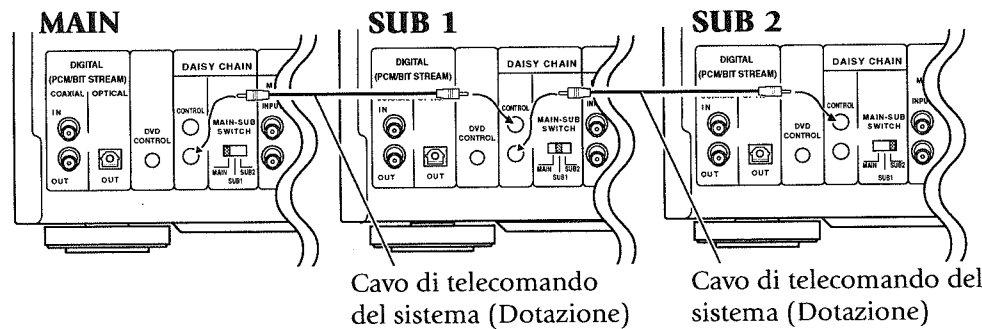 MAIN
DIGITAL
(PCM/BIT STREAM)
COAXIAL OPTICAL
IN
OUT
OUT
DVD
CONTROL
DAISY CHAIN
CONTROL
MAIN-SUB
SWITCH
MAIN
SUB1
SUB2
INPU
SUB 1
DIGITAL
(PCM/BIT STREAM)
IN
OUT
OUT
DVD
CONTROL
DAISY CHAIN
CONTROL
MAIN-SUB
SWITCH
MAIN
SUB1
SUB2
SUB 2
DIGITAL
(PCM/BIT STREAM)
IN
OUT
OUT
DVD
CONTROL
DAISY CHAIN
CONTROL
MAIN-SUB
SWITCH
MAIN
SUB1
SUB2
INPU
Cavo di telecomando
del sistema (Dotazione)
Cavo di telecomando del
sistema (Dotazione)